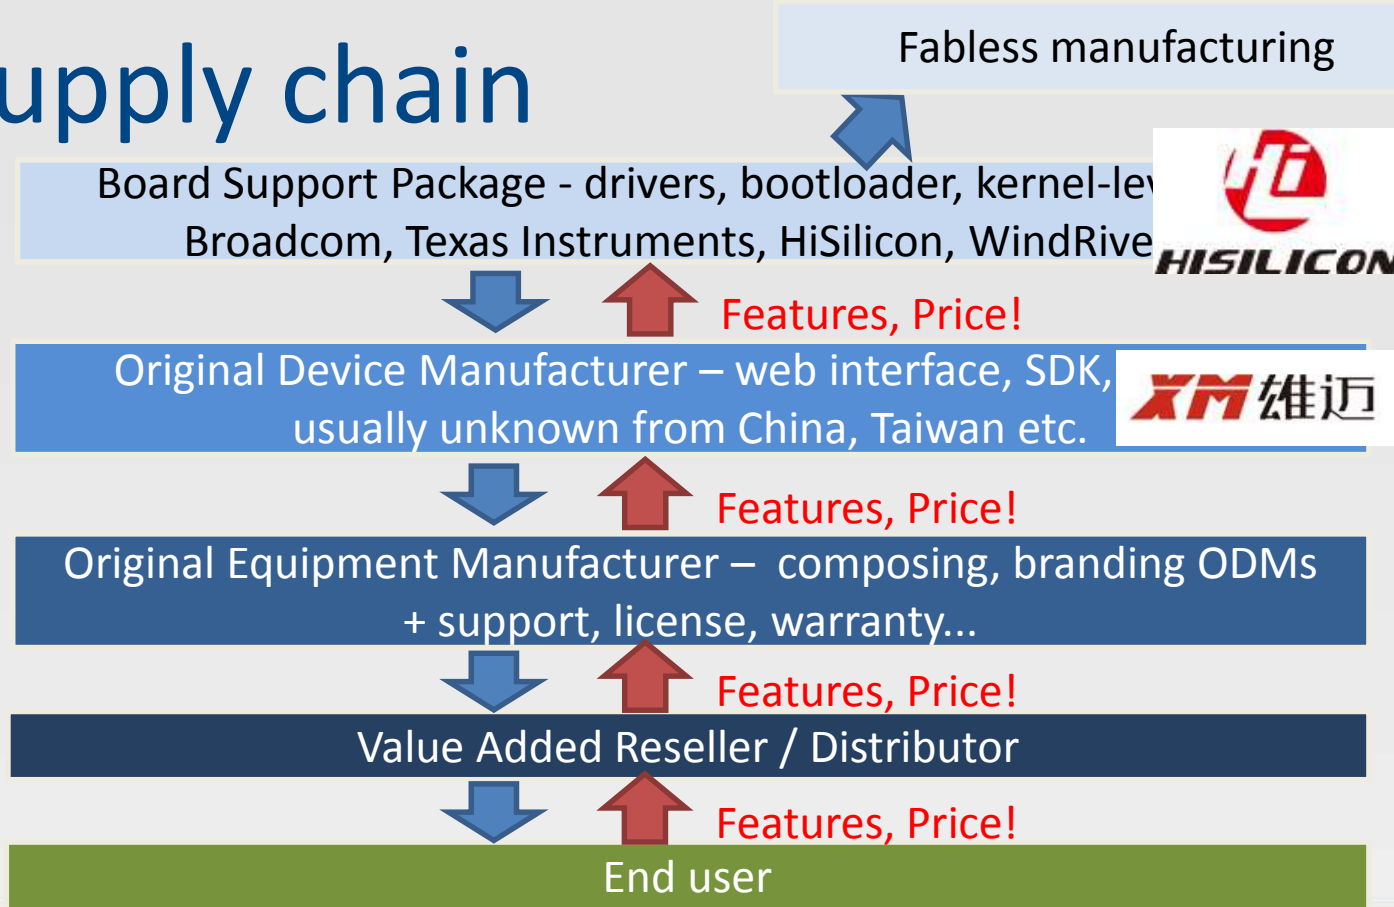 Fabless manufacturing
upply chain
Board Support Package - drivers, bootloader, kernel-lev
Broadcom, Texas Instruments, HiSilicon, WindRive
HISILICON
Features, Price!
Original Device Manufacturer – web interface, SDK,
usually unknown from China, Taiwan etc.
XM雄迈
Features, Price!
Original Equipment Manufacturer –  composing, branding ODMs
+ support, license, warranty...
Features, Price!
Value Added Reseller / Distributor
Features, Price!
End user